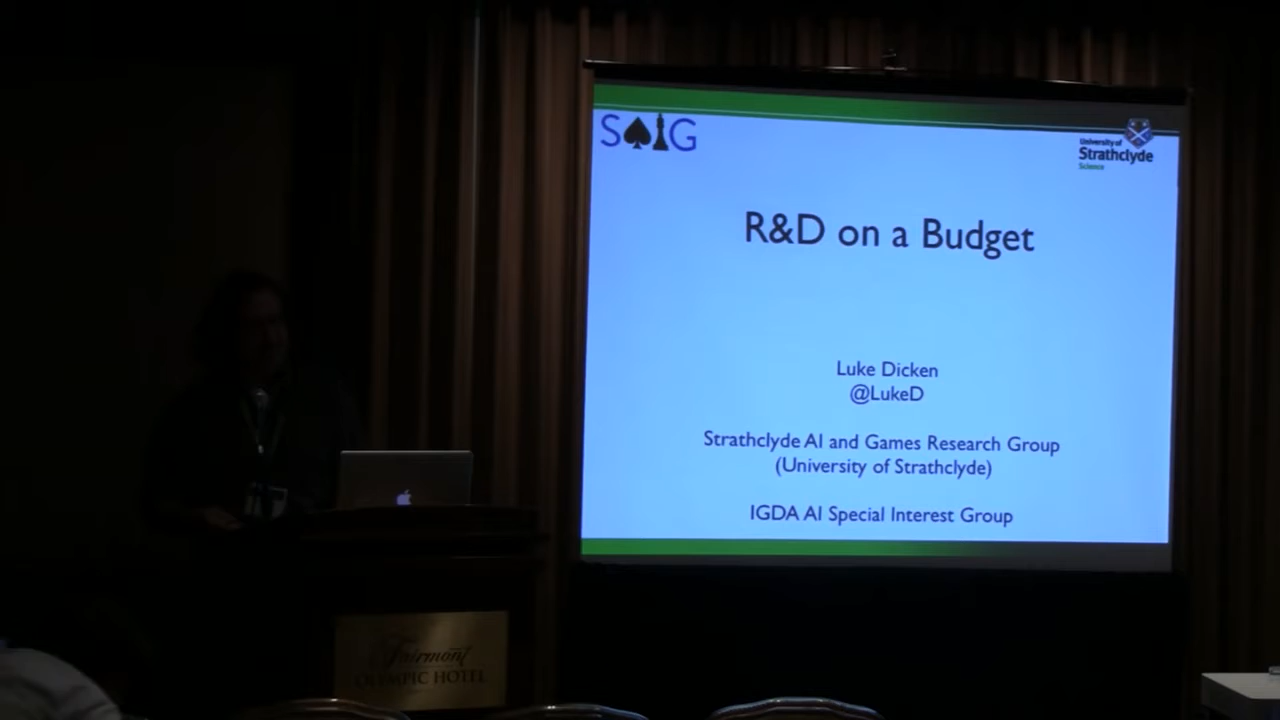 SAIG
University of
Strathclyde
Science
R&D on a Budget
Luke Dicken
@LukeD
Strathclyde AI and Games Research Group
(University of Strathclyde)
IGDA AI Special Interest Group
Fairmont
OLYMPIC HOTEL